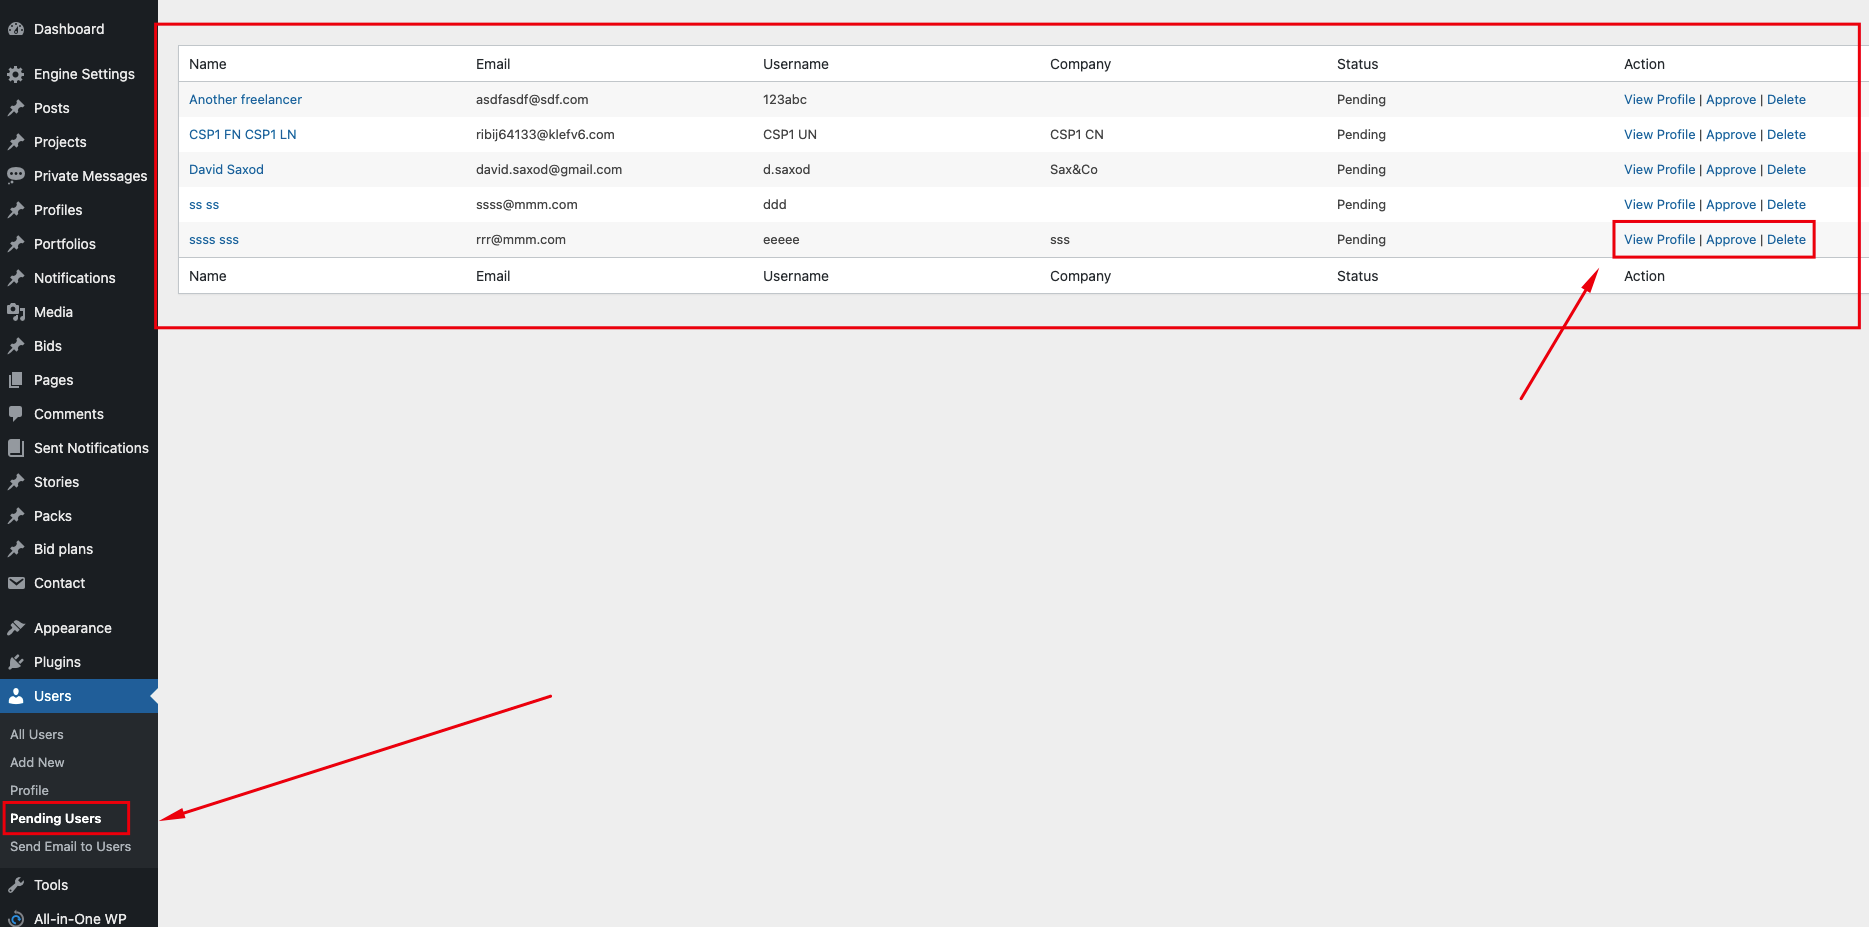 Dashboard
Engine Settings
Posts
Projects
Private Messages
Profiles
Portfolios
Notifications
Media
Bids
Pages
Comments
Sent Notifications
Stories
Packs
Bid plans
Contact
Appearance
Plugins
Users
All Users
Add New
Profile
Pending Users
Send Email to Users
Tools
All-in-One WP
Name Email Username Company Status Action
Another freelancer asdfasdf@sdf.com 123abc Pending View Profile | Approve | Delete
CSP1 FN CSP1 LN ribij64133@klefv6.com CSP1 UN CSP1 CN Pending View Profile | Approve | Delete
David Saxod david.saxod@gmail.com d.saxod Sax&Co Pending View Profile | Approve | Delete
ss ss ssss@mmm.com ddd Pending View Profile | Approve | Delete
ssss sss rrr@mmm.com eeeee sss Pending View Profile | Approve | Delete
Name Email Username Company Status Action